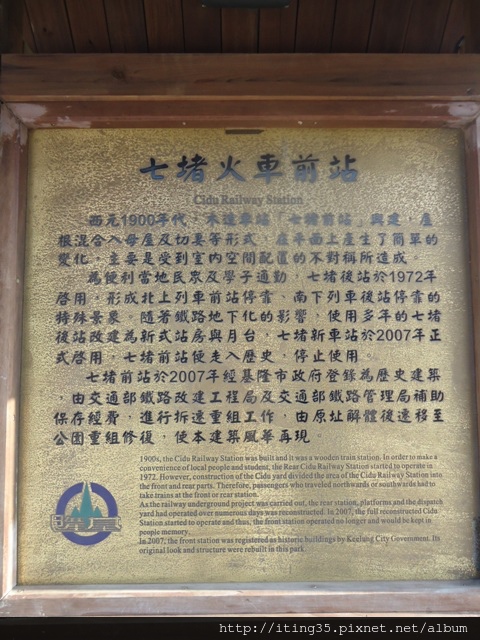 七堵火車前站
Cidu Railway Station
西元1900年代，木造車站「七堵前站」興建，屋
根混合入母屋及切妻等形式，在平面上產生了簡單的
變化，主要是受到室內空間配置的不對稱所造成。
為便利當地民眾及學子通勤，七堵後站於1972年
啓用，形成北上列車前站停靠，南下列車後站停靠的
特殊景象。隨著鐵路地下化的影響，使用多年的七堵
後站改建為新式站房與月台，七堵新車站於2007年正
式啓用，七堵前站便走入歷史，停止使用。
七堵前站於2007年經基隆市政府登錄為歷史建築
，由交通部鐵路改建工程局及交通部鐵路管理局補助
保存經費，進行拆遷重組工作，由原址解體後遷移至
公園重組修復，使本建築風華再現。
1900s, the Cidu Railway Station was built and it was a wooden train station. In order to make a
convenience of local people and student, the Rear Cidu Railway Station started to operate in
1972. However, construction of the Cidu yard divided the area of the Cidu Railway Station into
the front and rear parts. Therefore, passengers who traveled northwards or southwards had to
take trains at the front or rear station.
As the railway underground project was carried out, the rear station, platforms and the dispatch
yard had operated over numerous days was reconstructed. In 2007, the full reconstructed Cidu
Station started to operate and thus, the front station operated no longer and would be kept in
people memory.
In 2007, the front station was registered as historic buildings by Keelung City Government. Its
original look and structure were rebuilt in this park.
http://iting35.pixnet.net/album